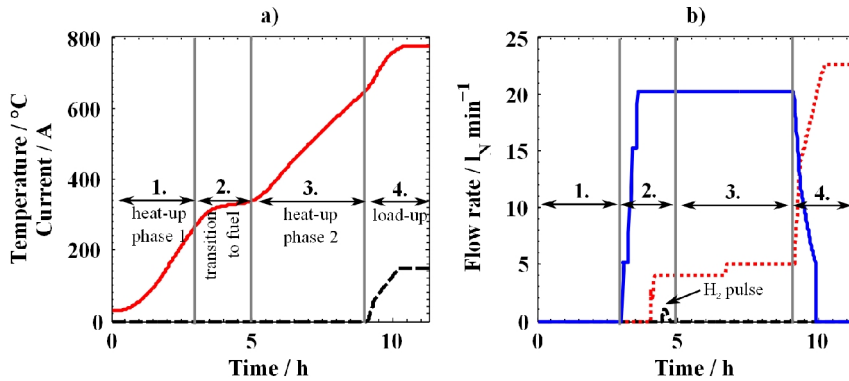 a)
Temperature / °C
Current / A
800
600
400
200
0
1.
2.
3.
4.
heat-up
phase 1
transition
to fuel
heat-up
phase 2
load-up
0
5
10
Time / h
b)
Flow rate / lN min−1
25
20
15
10
5
0
1.
2.
3.
4.
H2 pulse
0
5
10
Time / h